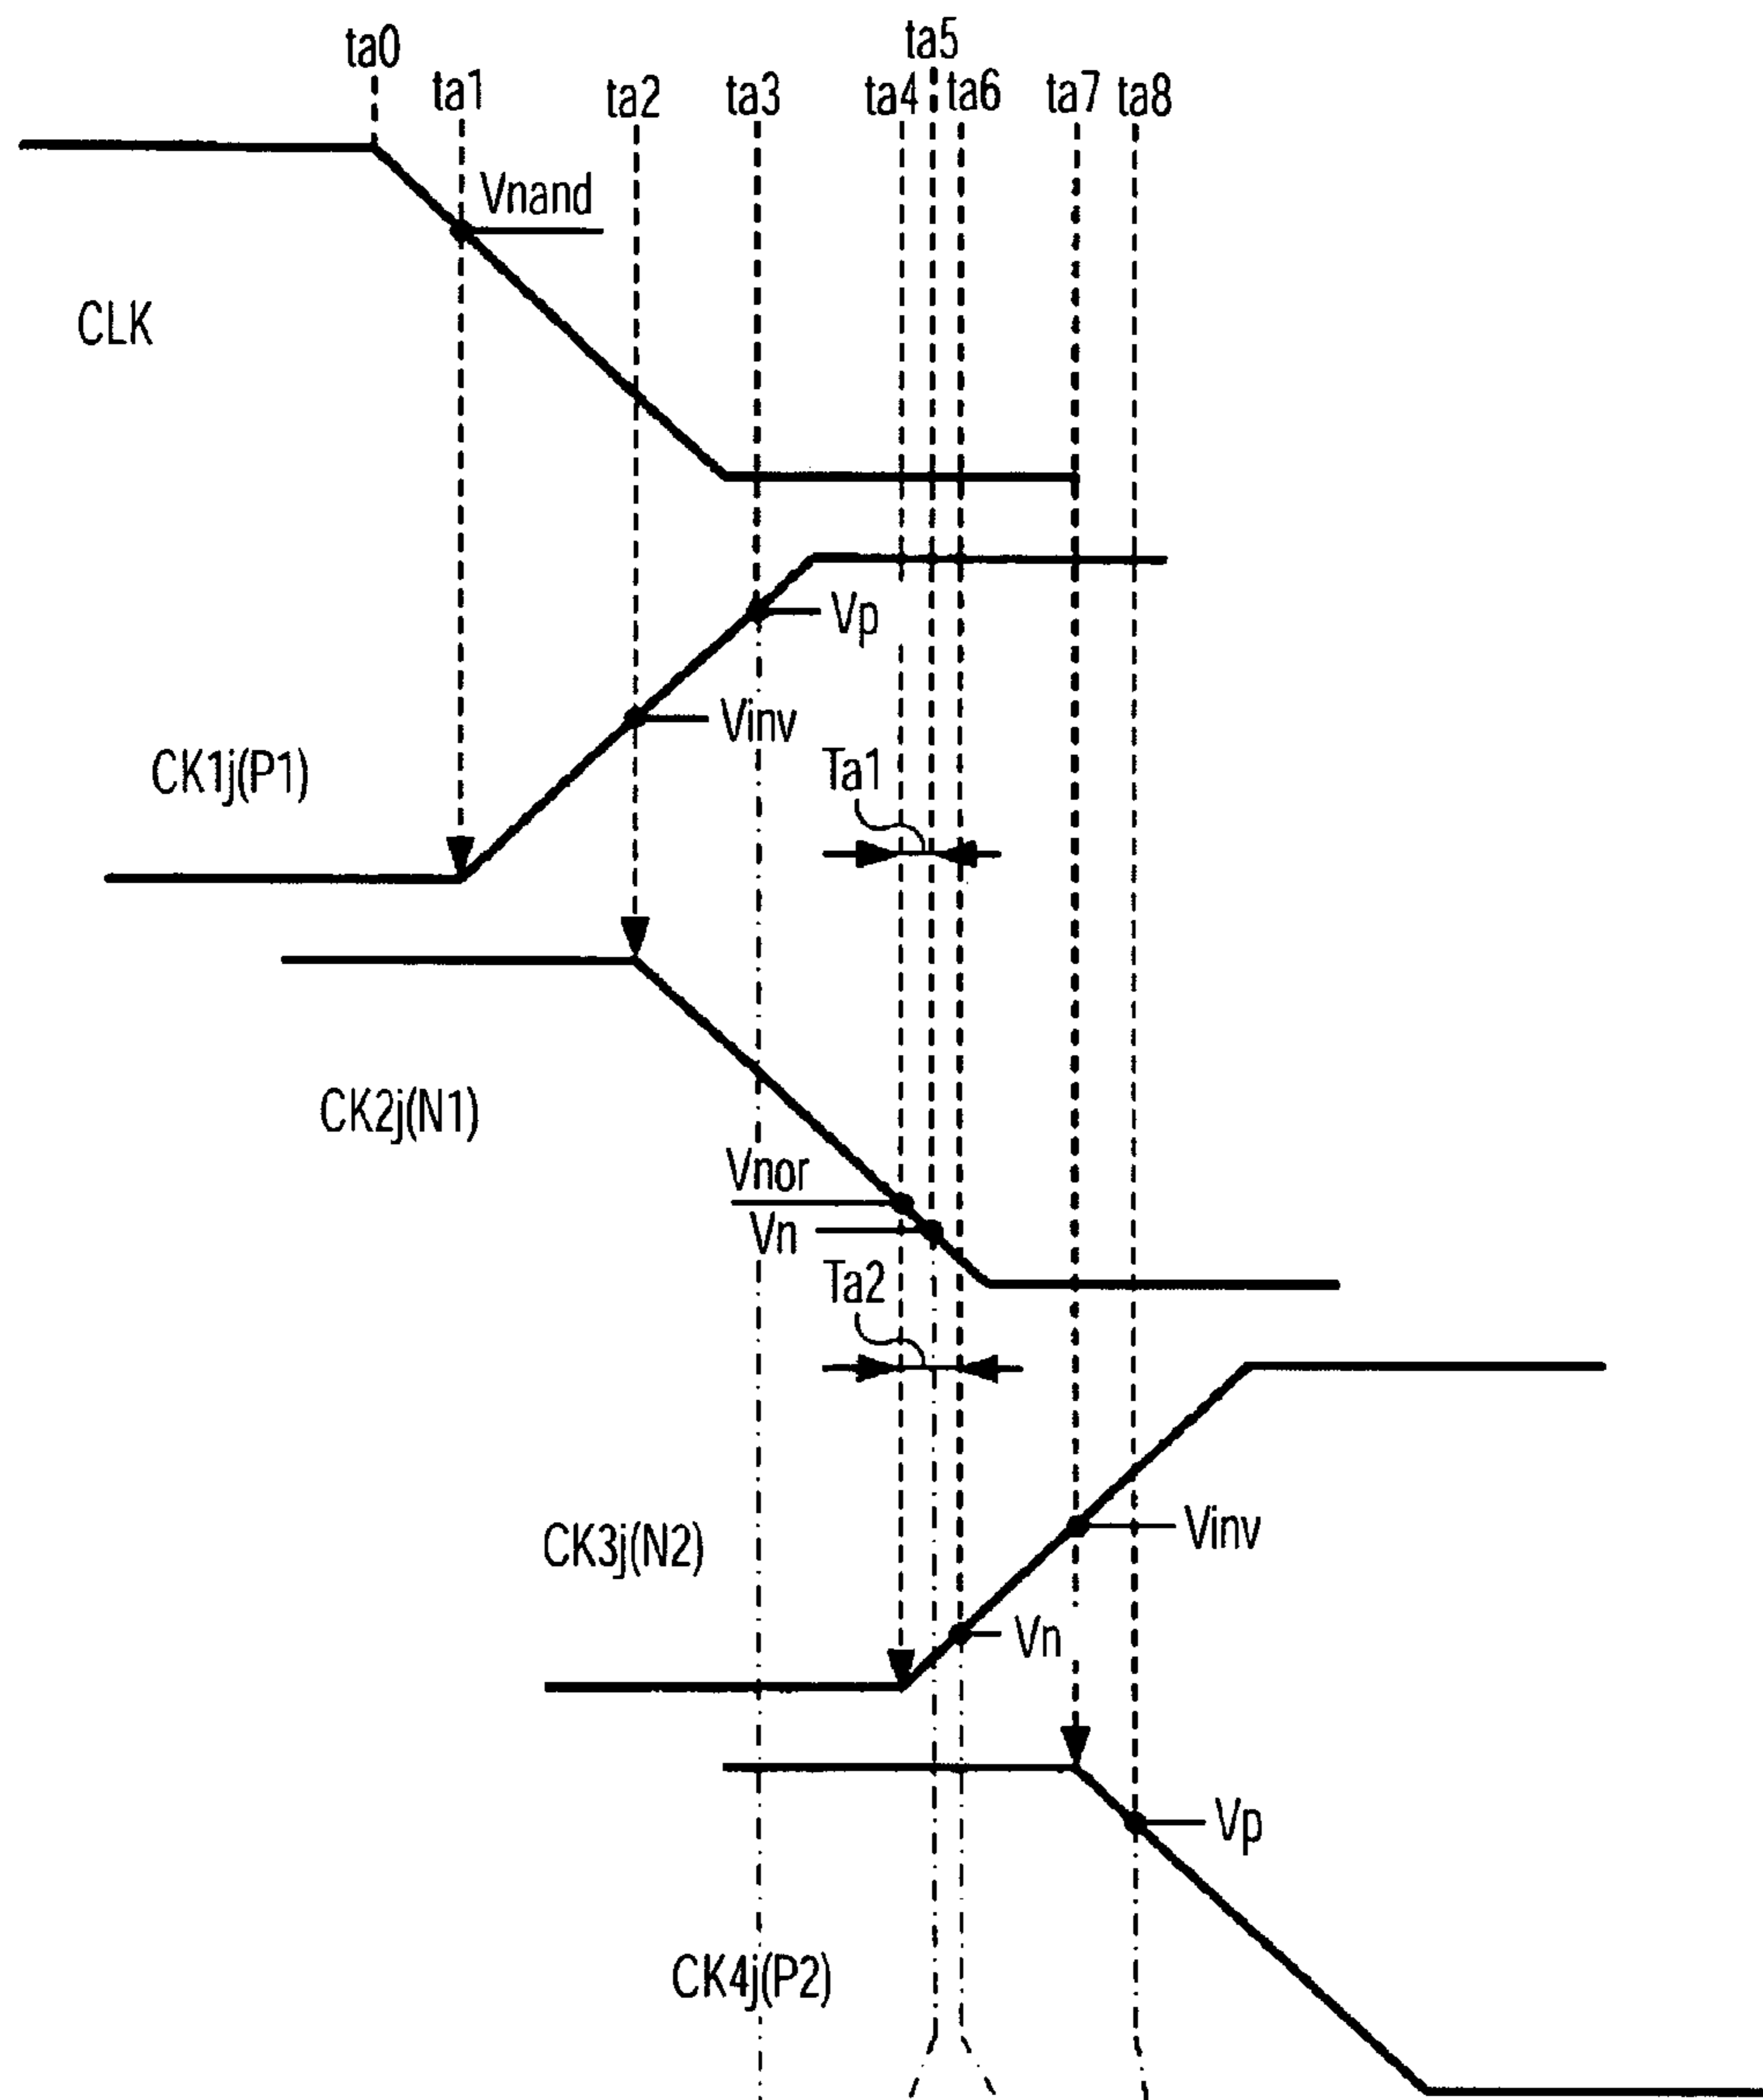 ta0
ta1
ta2
ta3
ta4
ta5
ta6
ta7
ta8
Vnand
CLK
Vp
Vinv
CK1j(P1)
Ta1
CK2j(N1)
Vnor
Vn
Ta2
CK3j(N2)
Vinv
Vn
Vp
CK4j(P2)